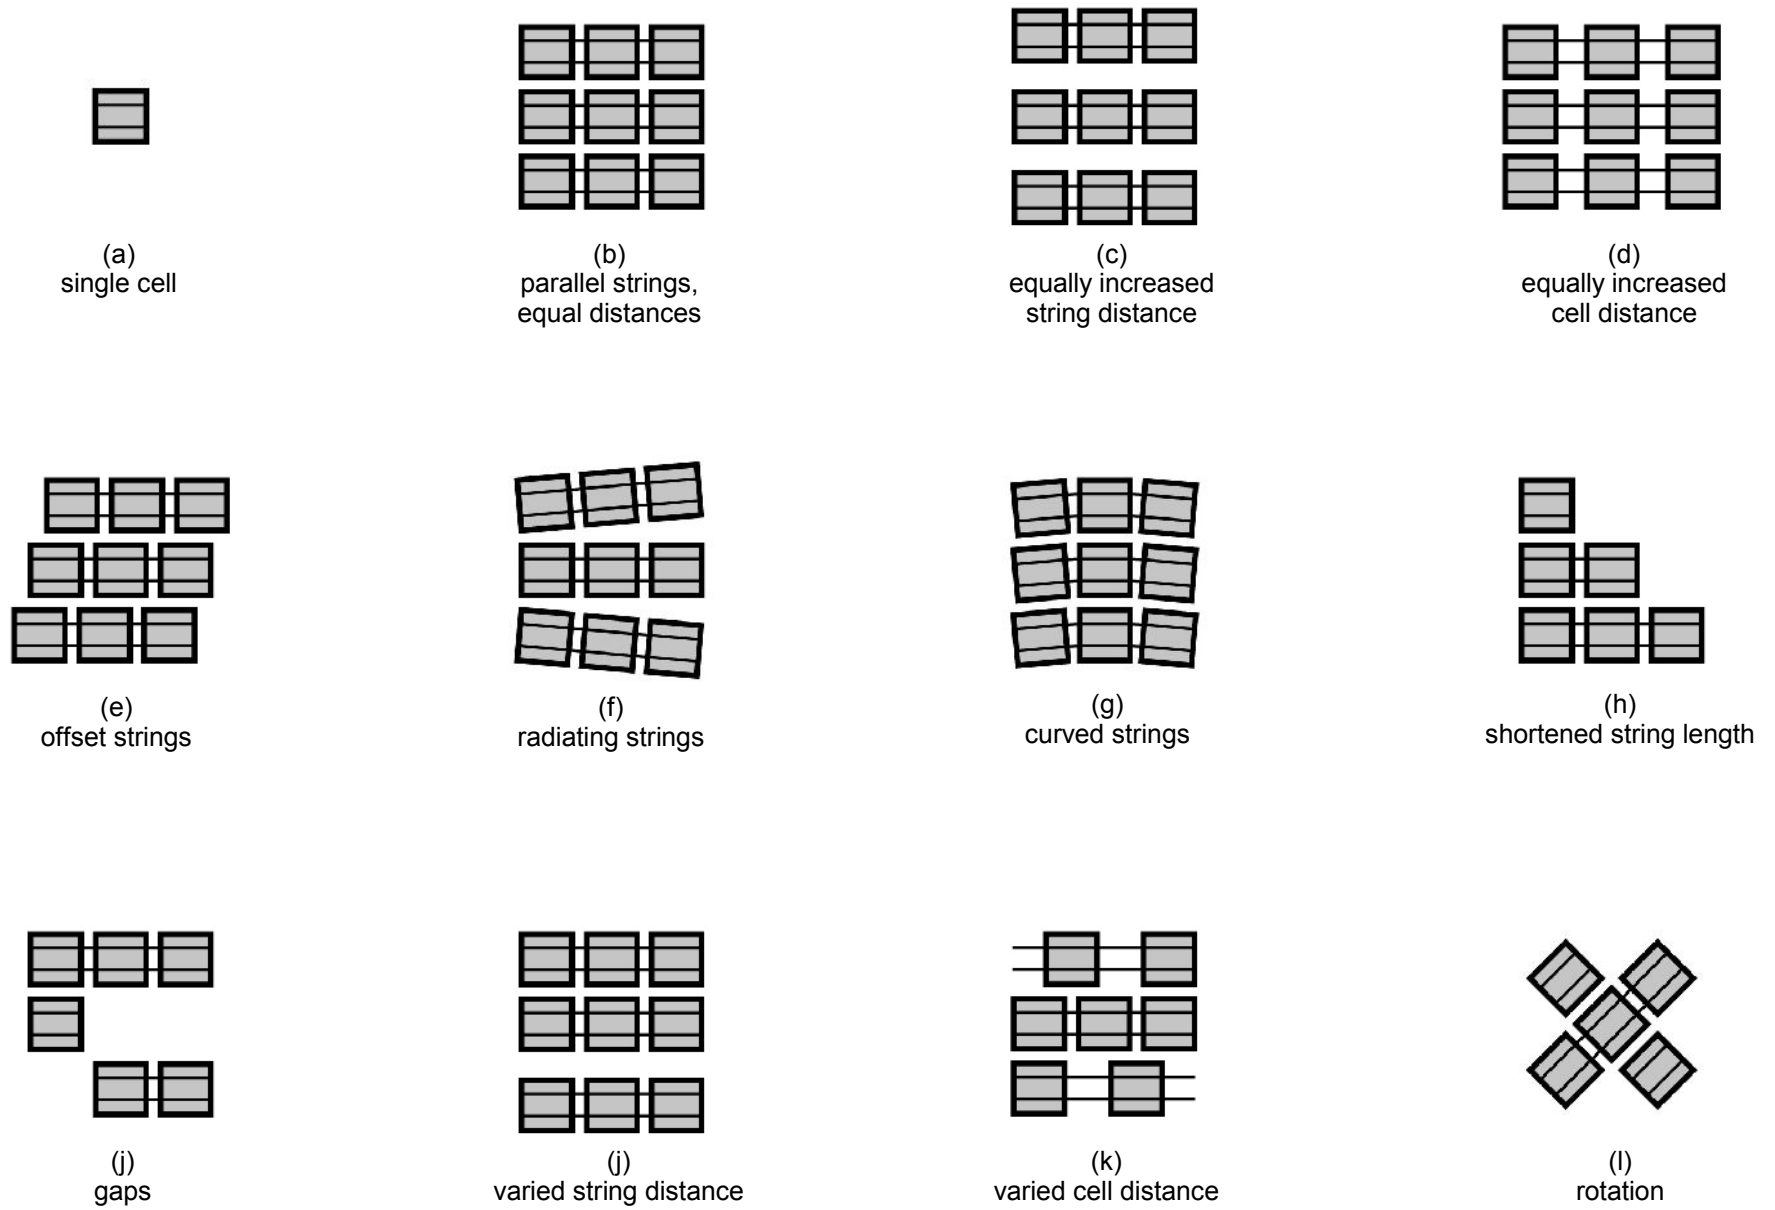 (a)
single cell
(b)
parallel strings,
equal distances
(c)
equally increased
string distance
(d)
equally increased
cell distance
(e)
offset strings
(f)
radiating strings
(g)
curved strings
(h)
shortened string length
(j)
gaps
(j)
varied string distance
(k)
varied cell distance
(l)
rotation